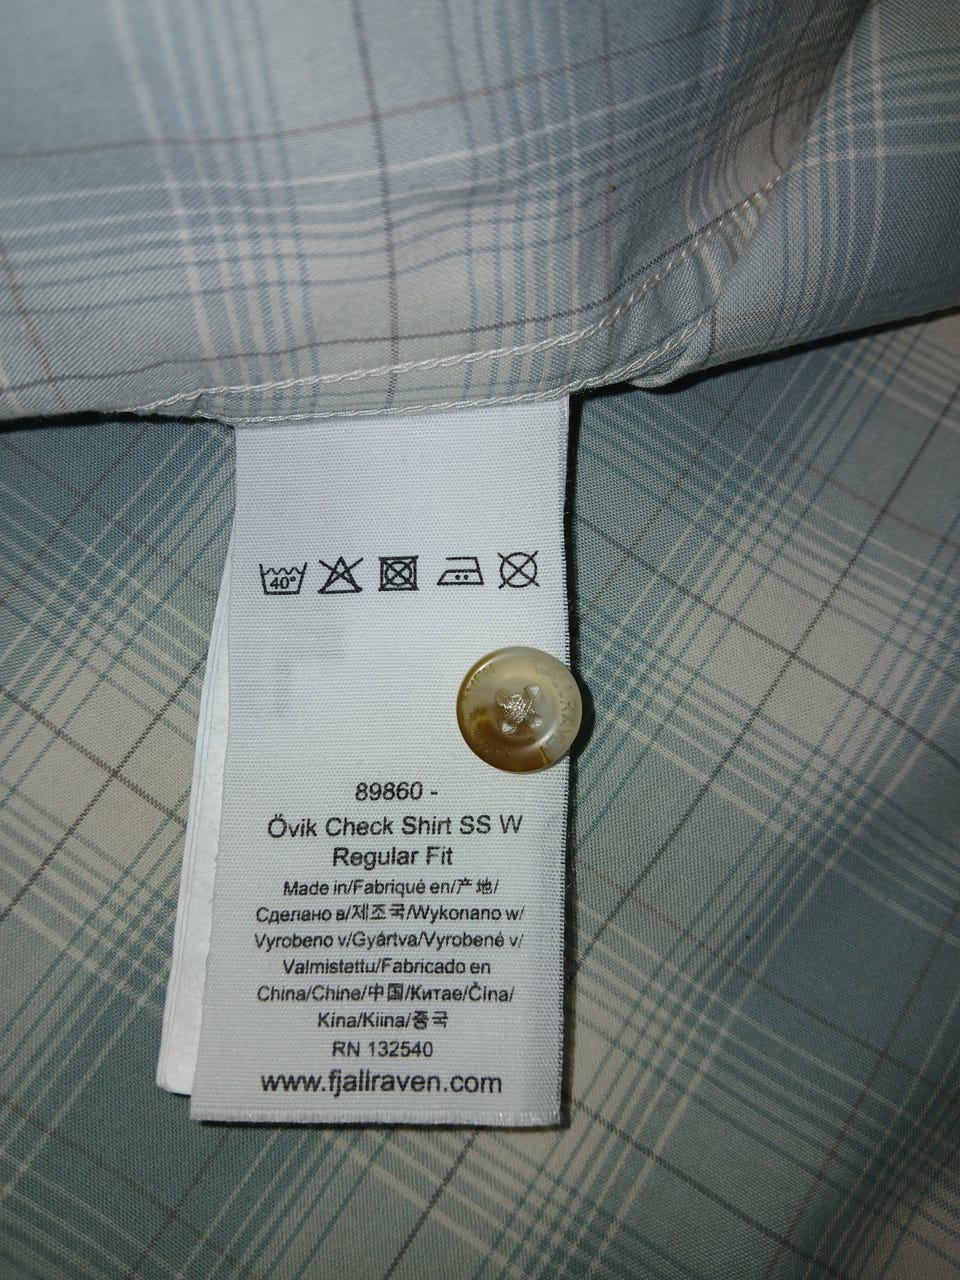 40°
89860 -
Övik Check Shirt SS W
Regular Fit
Made in/Fabriqué en/产 地/
Сделано в/제조국/Wykonano w/
Vyrobeno v/Gyártva/Vyrobené v/
Valmistettu/Fabricado en
China/Chine/中国/Китае/Čína/
Kína/Kiina/중국
RN 132540
www.fjallraven.com